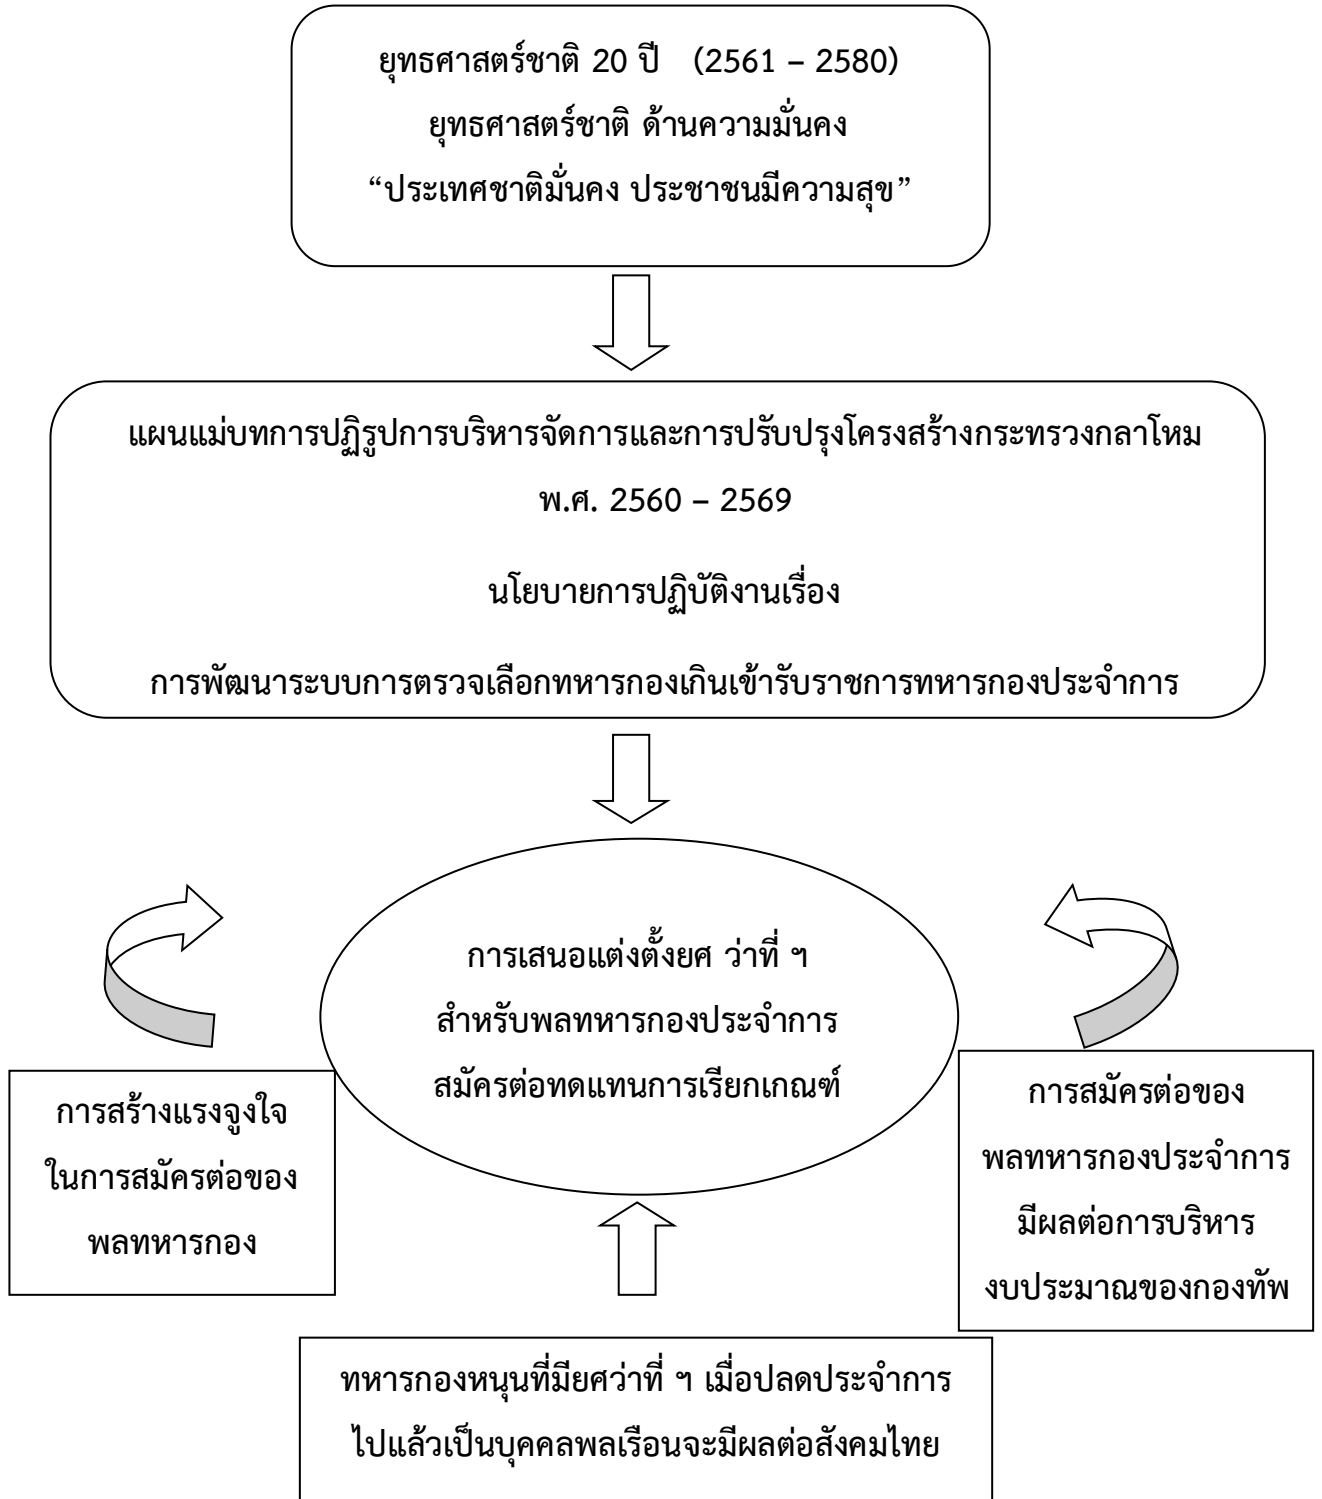 ยุทธศาสตร์ชาติ 20 ปี (2561 – 2580)
ยุทธศาสตร์ชาติ ด้านความมั่นคง
“ประเทศชาติมั่นคง ประชาชนมีความสุข”
แผนแม่บทการปฏิรูปการบริหารจัดการและการปรับปรุงโครงสร้างกระทรวงกลาโหม
พ.ศ. 2560 – 2569
นโยบายการปฏิบัติงานเรื่อง
การพัฒนาระบบการตรวจเลือกทหารกองเกินเข้ารับราชการทหารกองประจำการ
การเสนอแต่งตั้งยศ ว่าที่ ฯ
สำหรับพลทหารกองประจำการ
สมัครต่อทดแทนการเรียกเกณฑ์
การสร้างแรงจูงใจ
ในการสมัครต่อของ
พลทหารกอง
การสมัครต่อของ
พลทหารกองประจำการ
มีผลต่อการบริหาร
งบประมาณของกองทัพ
ทหารกองหนุนที่มียศว่าที่ ฯ เมื่อปลดประจำการ
ไปแล้วเป็นบุคคลพลเรือนจะมีผลต่อสังคมไทย